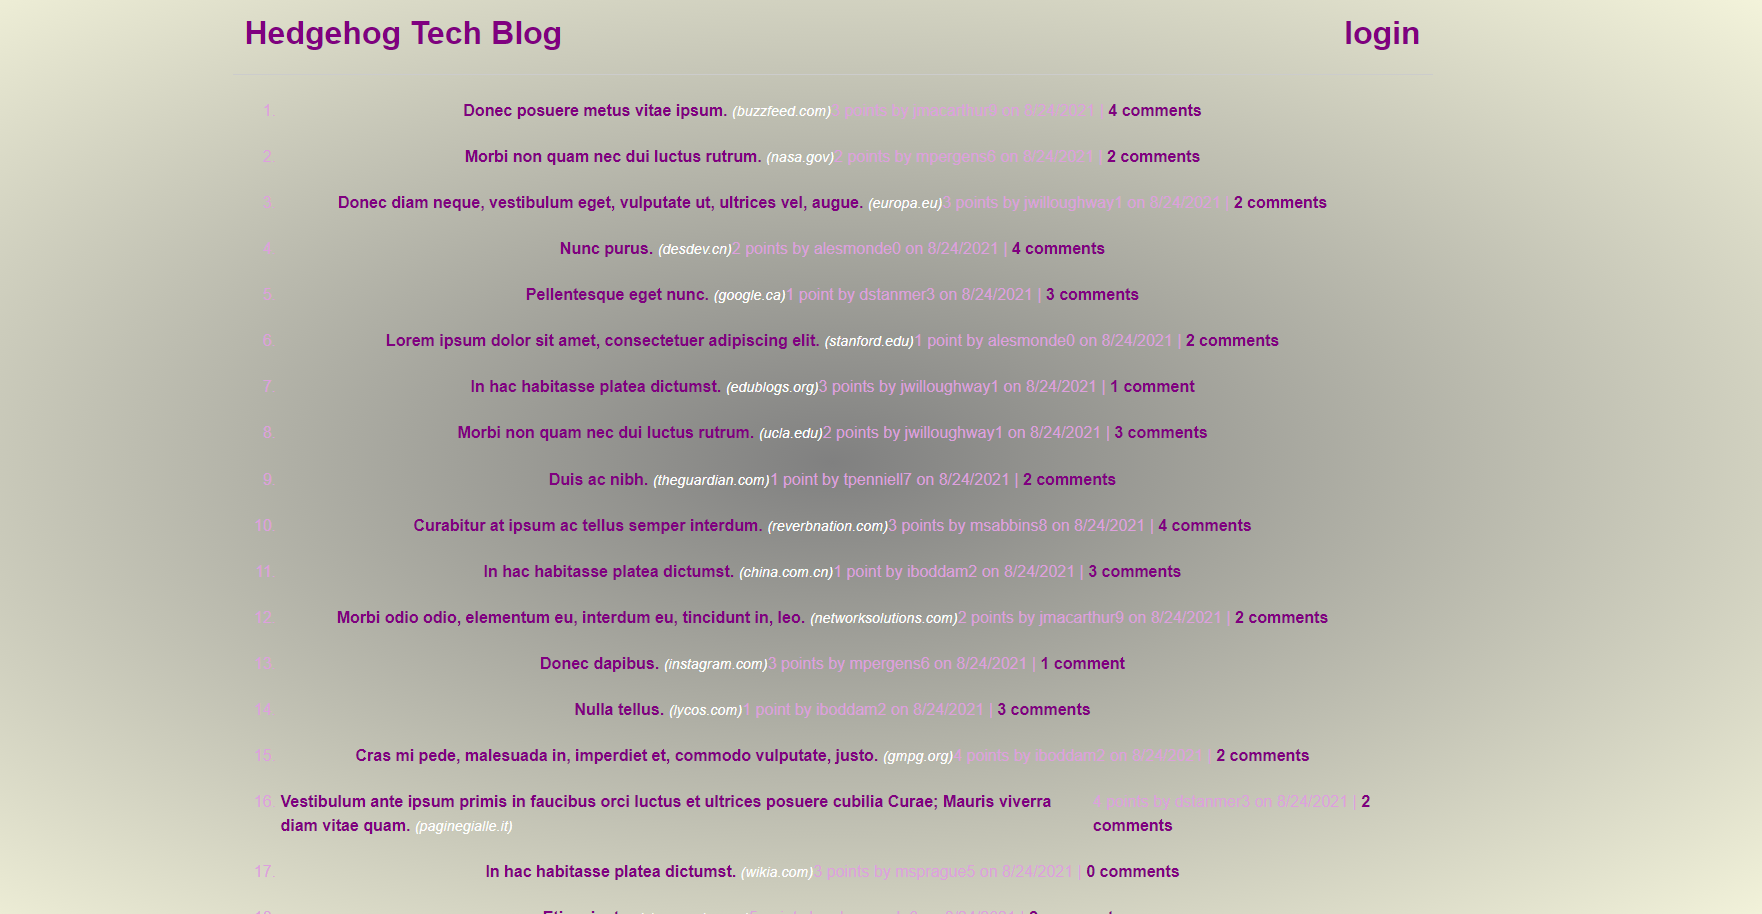 Hedgehog Tech Blog login
1. Donec posuere metus vitae ipsum. (buzzfeed.com) points by jmacarthur9 on 8/24/2021 | 4 comments
2 Morbi non quam nec dui luctus rutrum. (nasa.gov) points by mpergens6 on 8/24/2021 | 2 comments
3 Donec diam neque, vestibulum eget, vulputate ut, ultrices vel, augue. (europa.eu)3 points by jwilloughway1 on 8/24/2021 | 2 comments
4 Nunc purus. (desdev.cn)2 points by alesmonde0 on 8/24/2021 | 4 comments
5 Pellentesque eget nunc. (google.ca)1 point by dstanmer3 on 8/24/2021 | 3 comments
6 Lorem ipsum dolor sit amet, consectetuer adipiscing elit. (stanford.edu)1 point by alesmonde0 on 8/24/2021 | 2 comments
7 In hac habitasse platea dictumst. (edublogs.org)3 points by jwilloughway1 on 8/24/2021 | 1 comment
8 Morbi non quam nec dui luctus rutrum. (ucla.edu)2 points by jwilloughway1 on 8/24/2021 | 3 comments
9 Duis ac nibh. (theguardian.com)1 point by tpenniell7 on 8/24/2021 | 2 comments
10 Curabitur at ipsum ac tellus semper interdum. (reverbnation.com)3 points by msabbins8 on 8/24/2021 | 4 comments
11 In hac habitasse platea dictumst. (china.com.cn)1 point by iboddam2 on 8/24/2021 | 3 comments
12 Morbi odio odio, elementum eu, interdum eu, tincidunt in, leo. (networksolutions.com)2 points by jmacarthur9 on 8/24/2021 | 2 comments
13 Donec dapibus. (instagram.com)3 points by mpergens6 on 8/24/2021 | 1 comment
14 Nulla tellus. (lycos.com)1 point by iboddam2 on 8/24/2021 | 3 comments
15 Cras mi pede, malesuada in, imperdiet et, commodo vulputate, justo. (gmpg.org) points by iboddam2 on 8/24/2021 | 2 comments
16. Vestibulum ante ipsum primis in faucibus orci luctus et ultrices posuere cubilia Curae; Mauris viverra 4 points by dstanmer3 on 8/24/2021 | 2
diam vitae quam. (paginegialle.it) comments
17. In hac habitasse platea dictumst. (wikia.com)3 points by msprague5 on 8/24/2021 | 0 comments